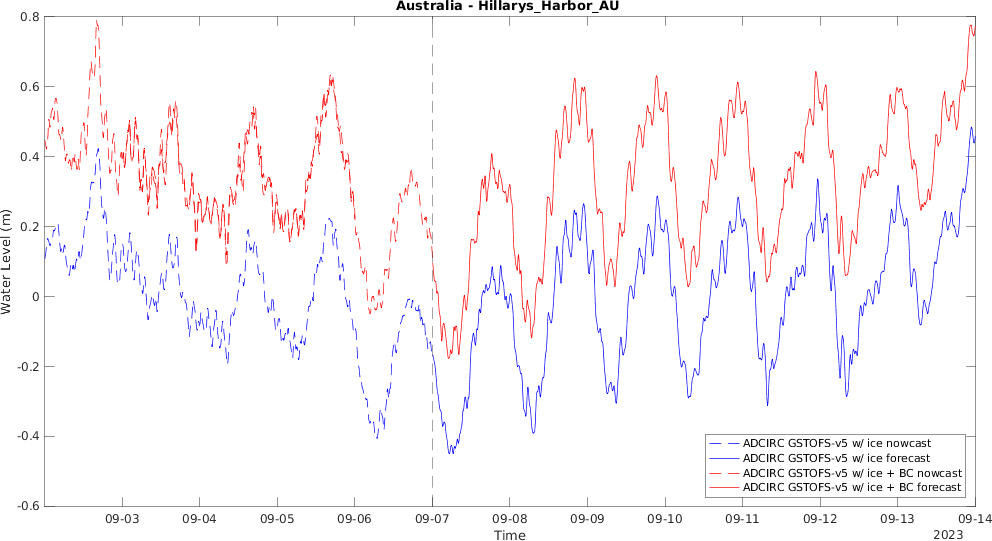 Australia - Hillarys_Harbor_AU
Water Level (m)
0.8
0.6
0.4
0.2
0
-0.2
-0.4
-0.6
ADCIRC GSTOFS-v5 w/ ice nowcast
ADCIRC GSTOFS-v5 w/ ice forecast
ADCIRC GSTOFS-v5 w/ ice + BC nowcast
ADCIRC GSTOFS-v5 w/ ice + BC forecast
09-03 09-04 09-05 09-06 09-07 09-08 09-09 09-10 09-11 09-12 09-13 09-14
Time
2023